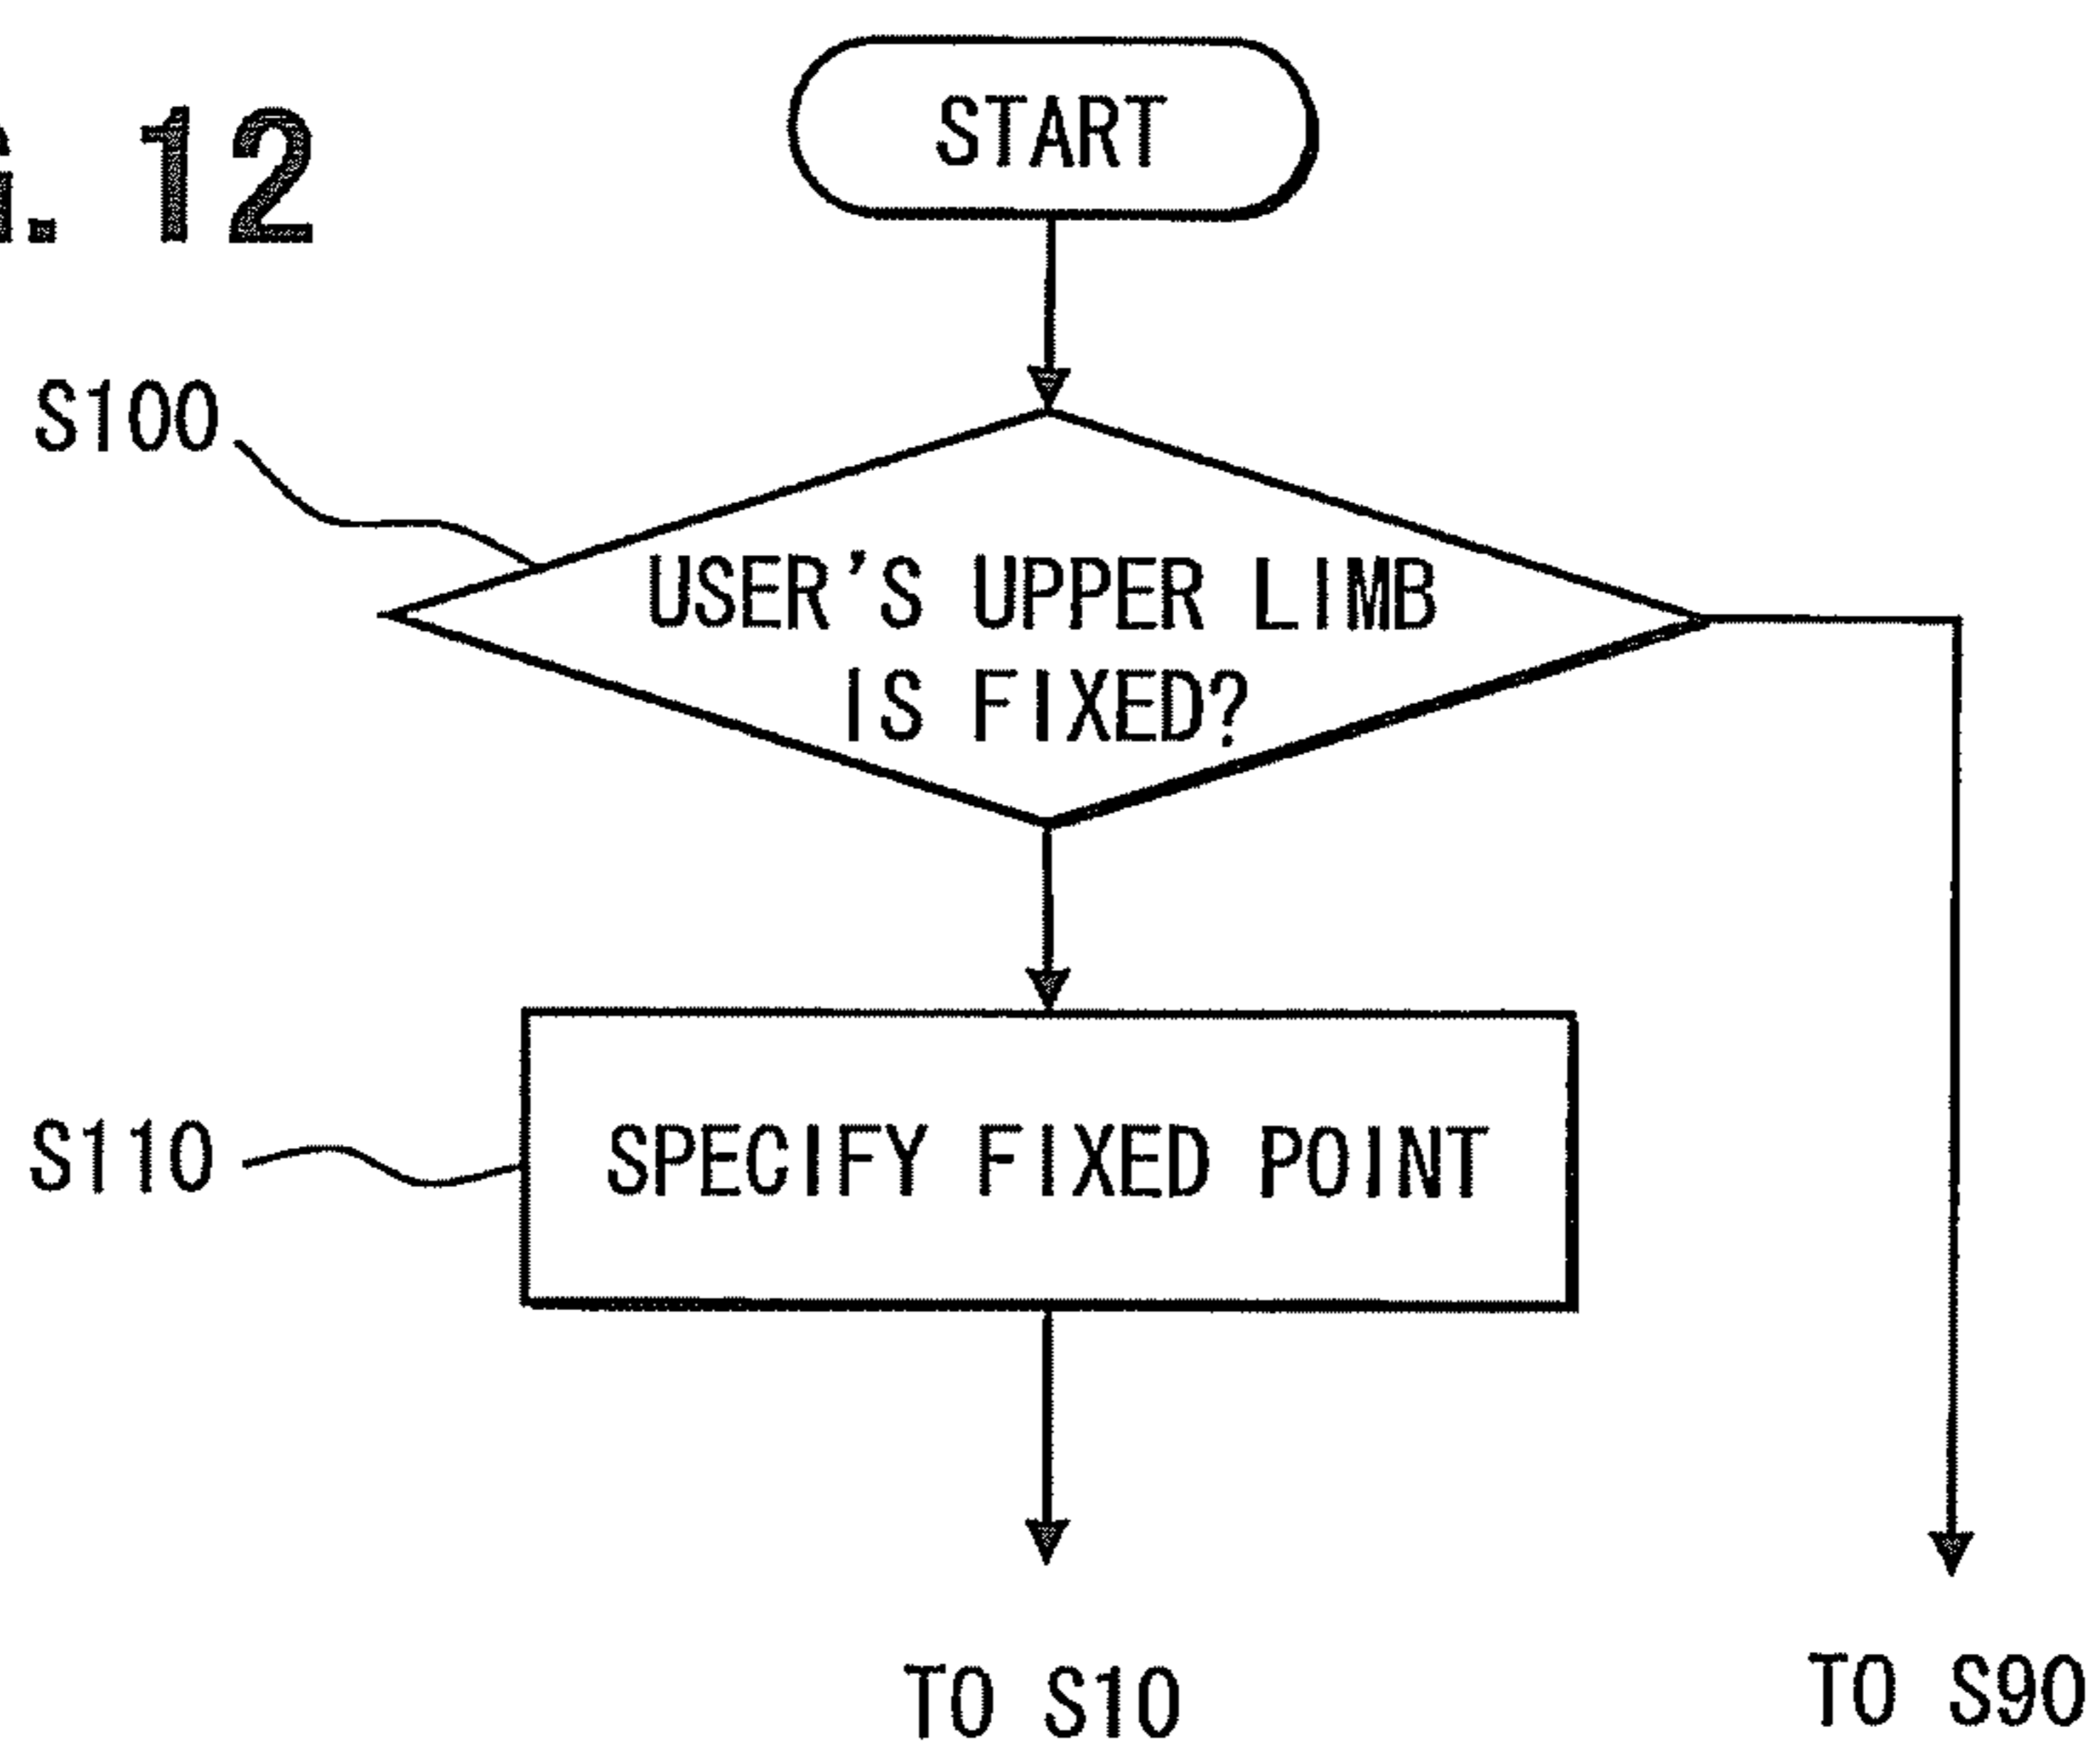 G. 12
START
S100
USER'S UPPER LIMB
IS FIXED?
S110
SPECIFY FIXED POINT
TO S10
TO S90